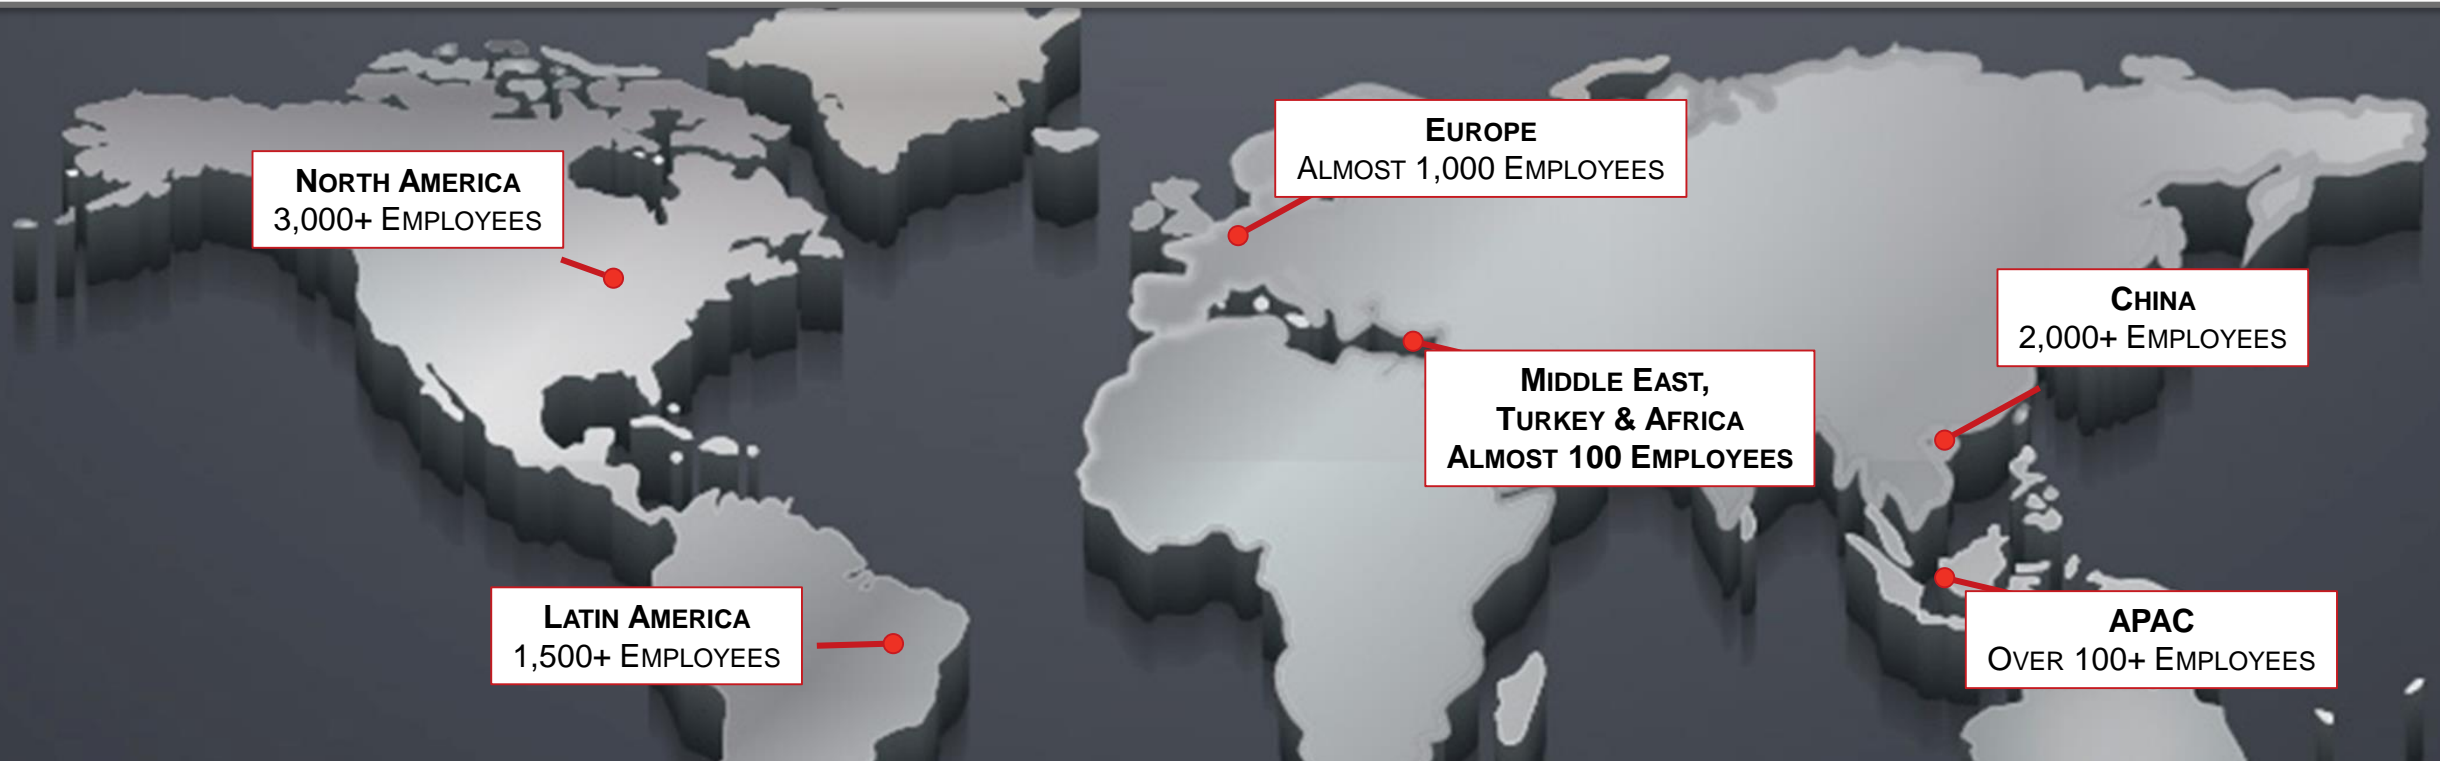 NORTH AMERICA
3,000+ EMPLOYEES
EUROPE
ALMOST 1,000 EMPLOYEES
CHINA
2,000+ EMPLOYEES
MIDDLE EAST,
TURKEY & AFRICA
ALMOST 100 EMPLOYEES
LATIN AMERICA
1,500+ EMPLOYEES
APAC
OVER 100+ EMPLOYEES